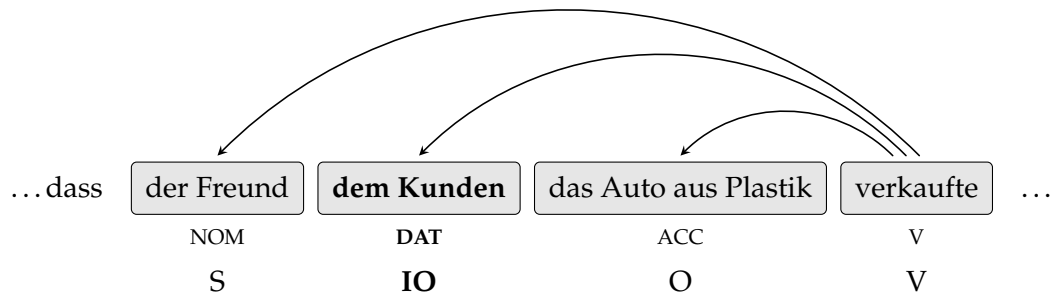 ...dass der Freund dem Kunden das Auto aus Plastik verkaufte ...
NOM DAT ACC V
S IO O V